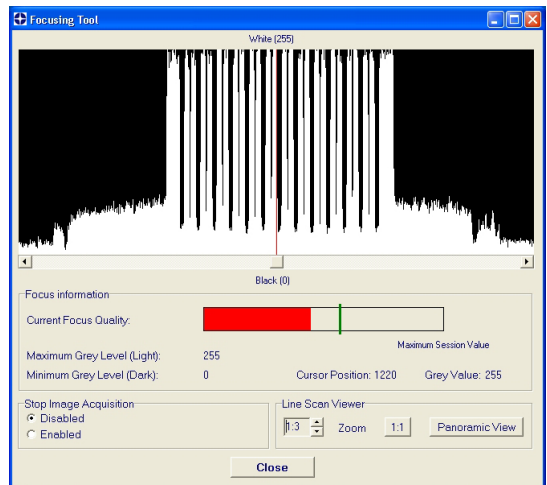 Focusing Tool
White (255)
Black (0)
Focus information
Current Focus Quality:
Maximum Session Value
Maximum Grey Level (Light): 255
Minimum Grey Level (Dark): 0 Cursor Position: 1220 Grey Value: 255
Stop Image Acquisition
Disabled
Enabled
Line Scan Viewer
1:3 Zoom 1:1 Panoramic View
Close